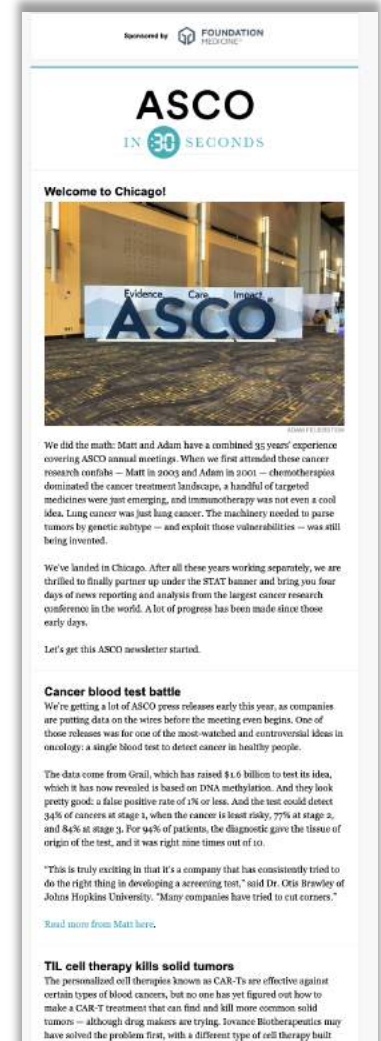 Sponsored by FOUNDATION
MEDICINE
ASCO
IN :30 SECONDS
Welcome to Chicago!
Evidence. Care. Impact.
ASCO
ADAM FEUERSTEIN
We did the math: Matt and Adam have a combined 35 years' experience
covering ASCO annual meetings. When we first attended these cancer
research confabs — Matt in 2003 and Adam in 2001 — chemotherapies
dominated the cancer treatment landscape, a handful of targeted
medicines were just emerging, and immunotherapy was not even a cool
idea. Lung cancer was just lung cancer. The machinery needed to parse
tumors by genetic subtype — and exploit those vulnerabilities — was still
being invented.
We've landed in Chicago. After all these years working separately, we are
thrilled to finally partner up under the STAT banner and bring you four
days of news reporting and analysis from the largest cancer research
conference in the world. A lot of progress has been made since those
early days.
Let's get this ASCO newsletter started.
Cancer blood test battle
We're getting a lot of ASCO press releases early this year, as companies
are putting data on the wires before the meeting even begins. One of
those releases was for one of the most-watched and controversial ideas in
oncology: a single blood test to detect cancer in healthy people.
The data come from Grail, which has raised $1.6 billion to test its idea,
which it has now revealed is based on DNA methylation. And they look
pretty good: a false positive rate of 1% or less. And the test could detect
34% of cancers at stage 1, when the cancer is least risky, 77% at stage 2,
and 84% at stage 3. For 94% of patients, the diagnostic gave the tissue of
origin of the test, and it was right nine times out of 10.
"This is truly exciting in that it's a company that has consistently tried to
do the right thing in developing a screening test," said Dr. Otis Brawley of
Johns Hopkins University. "Many companies have tried to cut corners."
Read more from Matt here.
TIL cell therapy kills solid tumors
The personalized cell therapies known as CAR-Ts are effective against
certain types of blood cancers, but no one has yet figured out how to
make a CAR-T treatment that can find and kill more common solid
tumors — although drug makers are trying. Iovance Biotherapeutics may
have solved the problem first, with a different type of cell therapy built